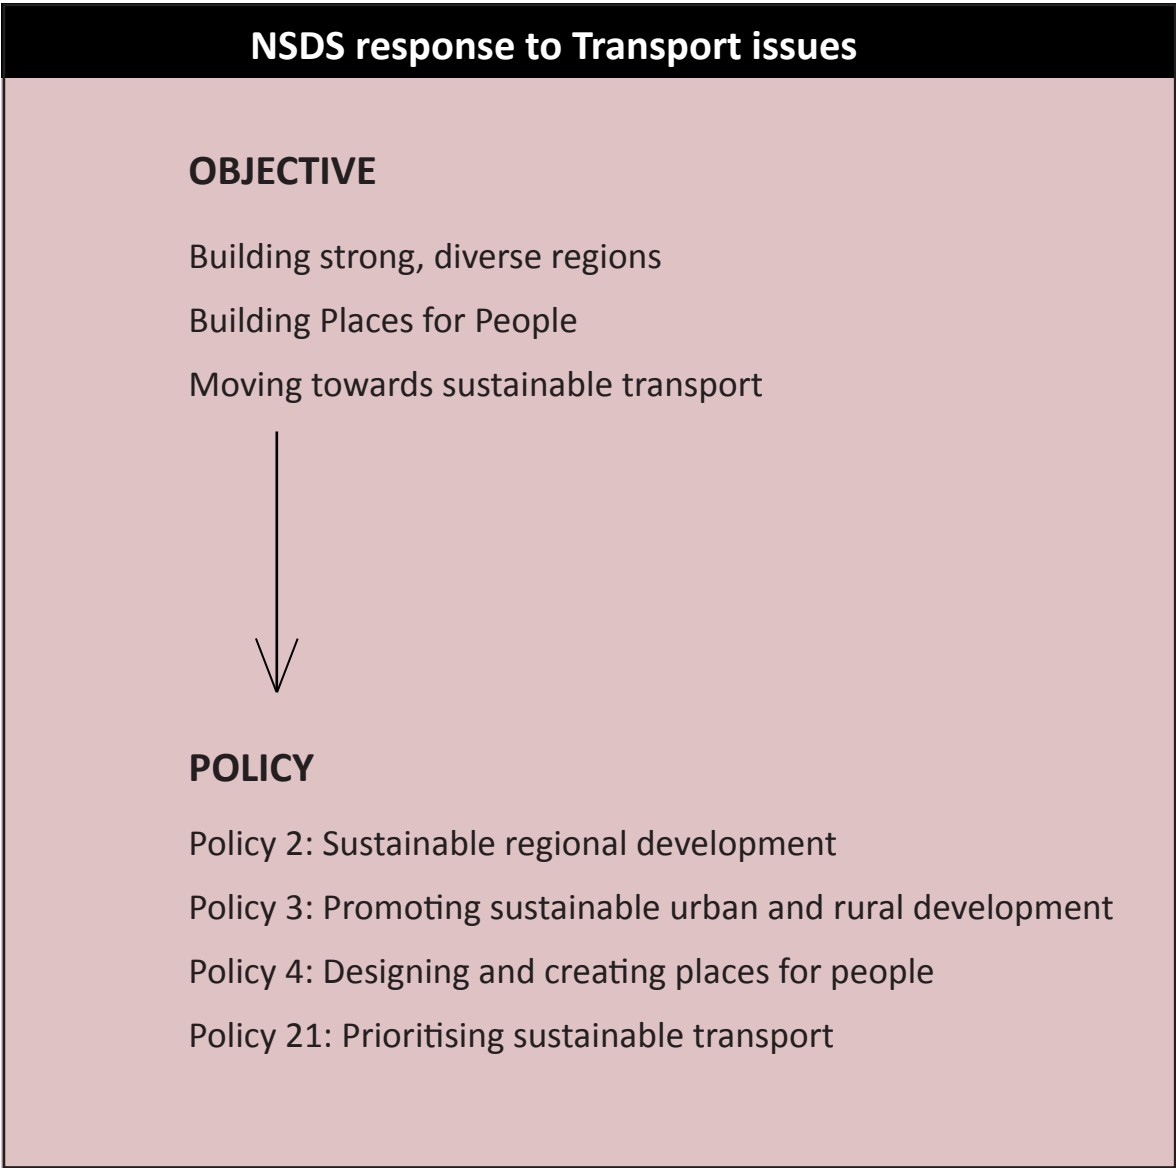 NSDS response to Transport issues
OBJECTIVE
Building strong, diverse regions
Building Places for People
Moving towards sustainable transport
POLICY
Policy 2: Sustainable regional development
Policy 3: Promoting sustainable urban and rural development
Policy 4: Designing and creating places for people
Policy 21: Prioritising sustainable transport